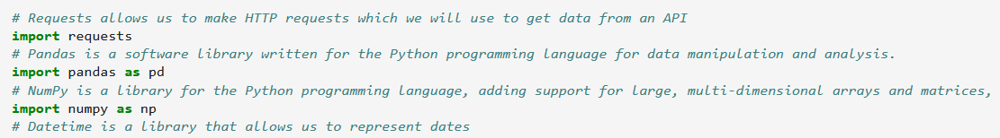 # Requests allows us to make HTTP requests which we will use to get data from an API
import requests
# Pandas is a software library written for the Python programming language for data manipulation and analysis.
import pandas as pd
# NumPy is a library for the Python programming language, adding support for large, multi-dimensional arrays and matrices,
import numpy as np
# Datetime is a library that allows us to represent dates